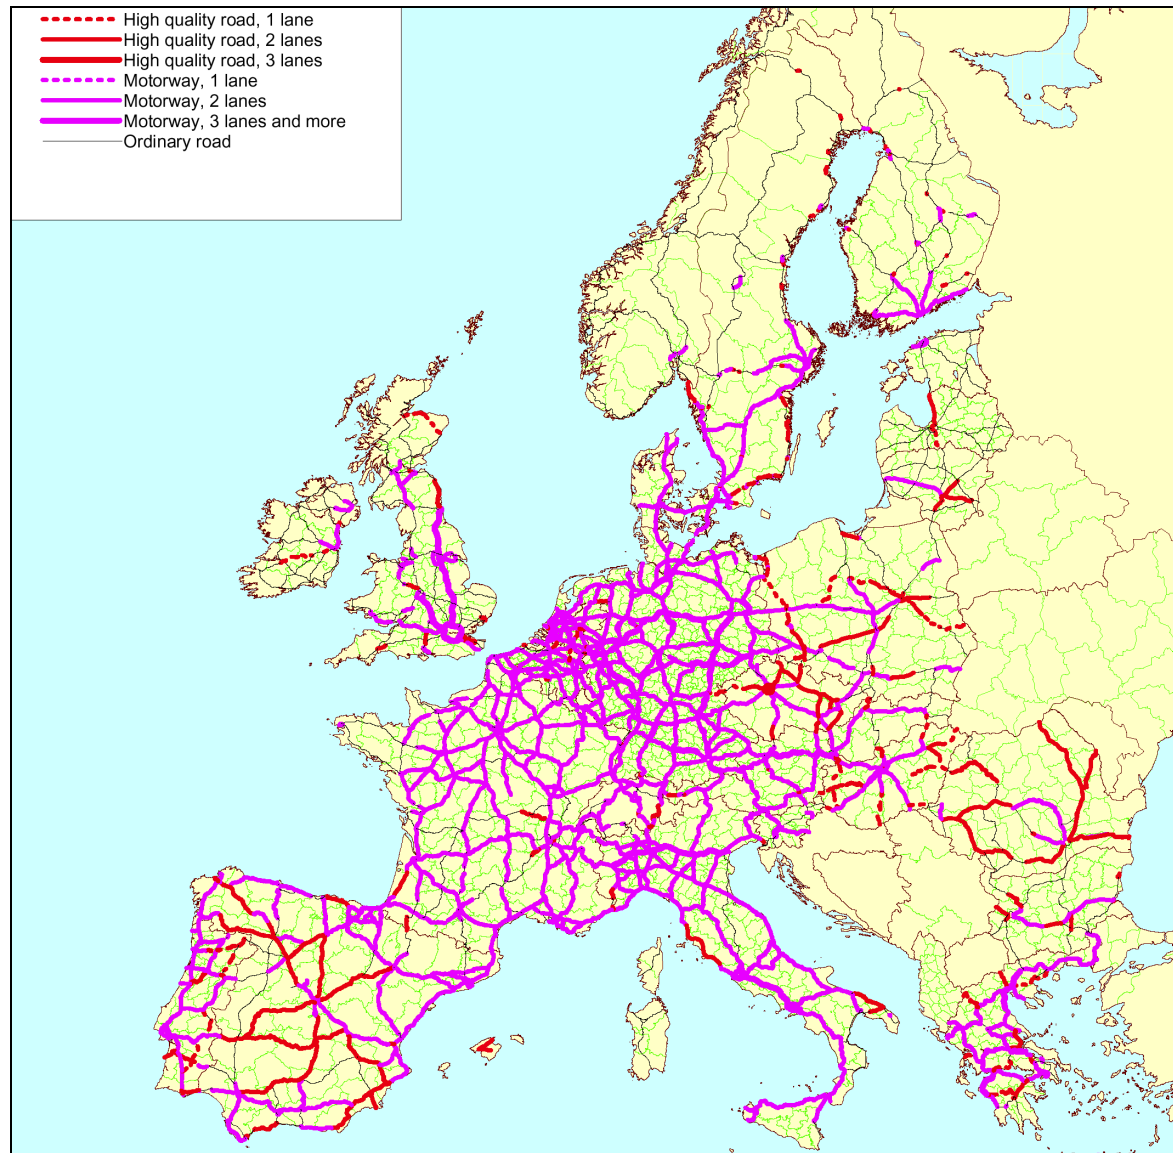 High quality road, 1 lane
High quality road, 2 lanes
High quality road, 3 lanes
Motorway, 1 lane
Motorway, 2 lanes
Motorway, 3 lanes and more
Ordinary road